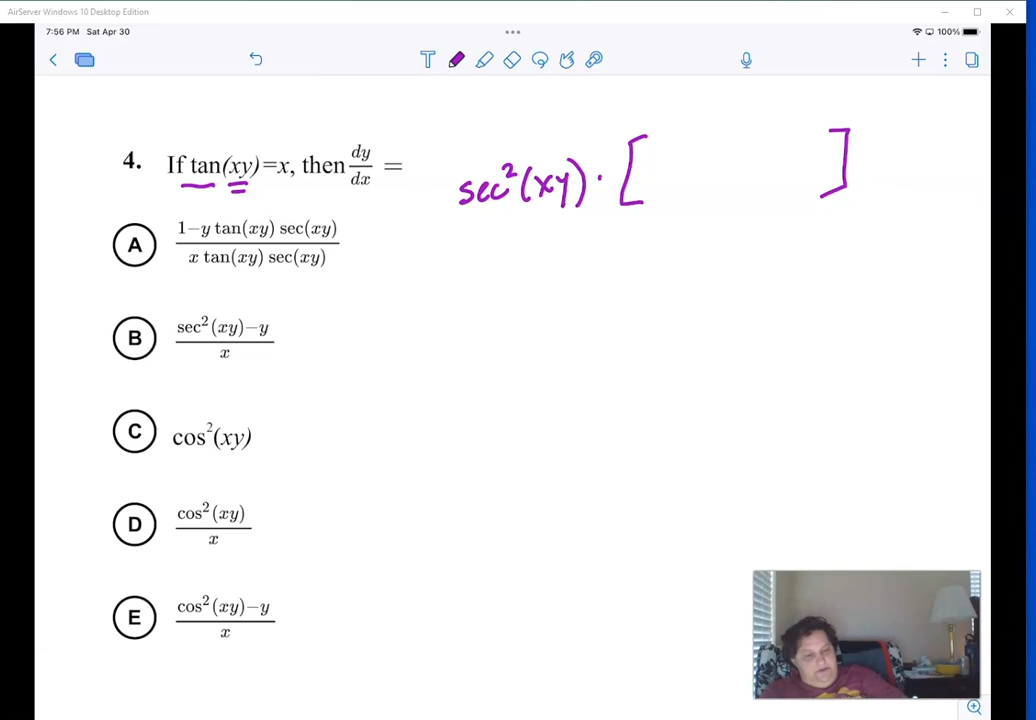 AirServer Windows 10 Desktop Edition
7:56 PM Sat Apr 30
100%
4. If tan(xy)=x, then dy/dx =
sec²(xy) · [ ]
A (1−y tan(xy) sec(xy))/(x tan(xy) sec(xy))
B (sec²(xy)−y)/x
C cos²(xy)
D cos²(xy)/x
E (cos²(xy)−y)/x